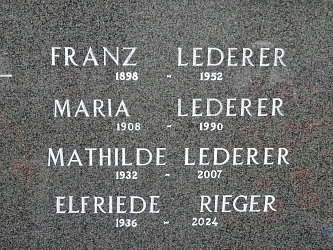 FRANZ LEDERER
1898 - 1952
MARIA LEDERER
1908 - 1990
MATHILDE LEDERER
1932 - 2007
ELFRIEDE RIEGER
1936 - 2024